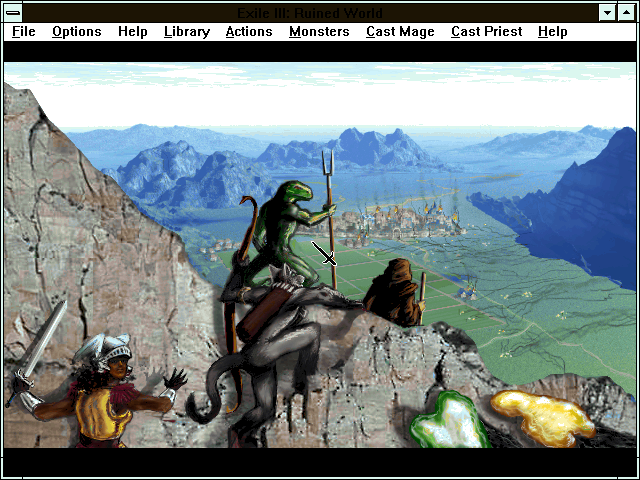 Exile III: Ruined World
File Options Help Library Actions Monsters Cast Mage Cast Priest Help